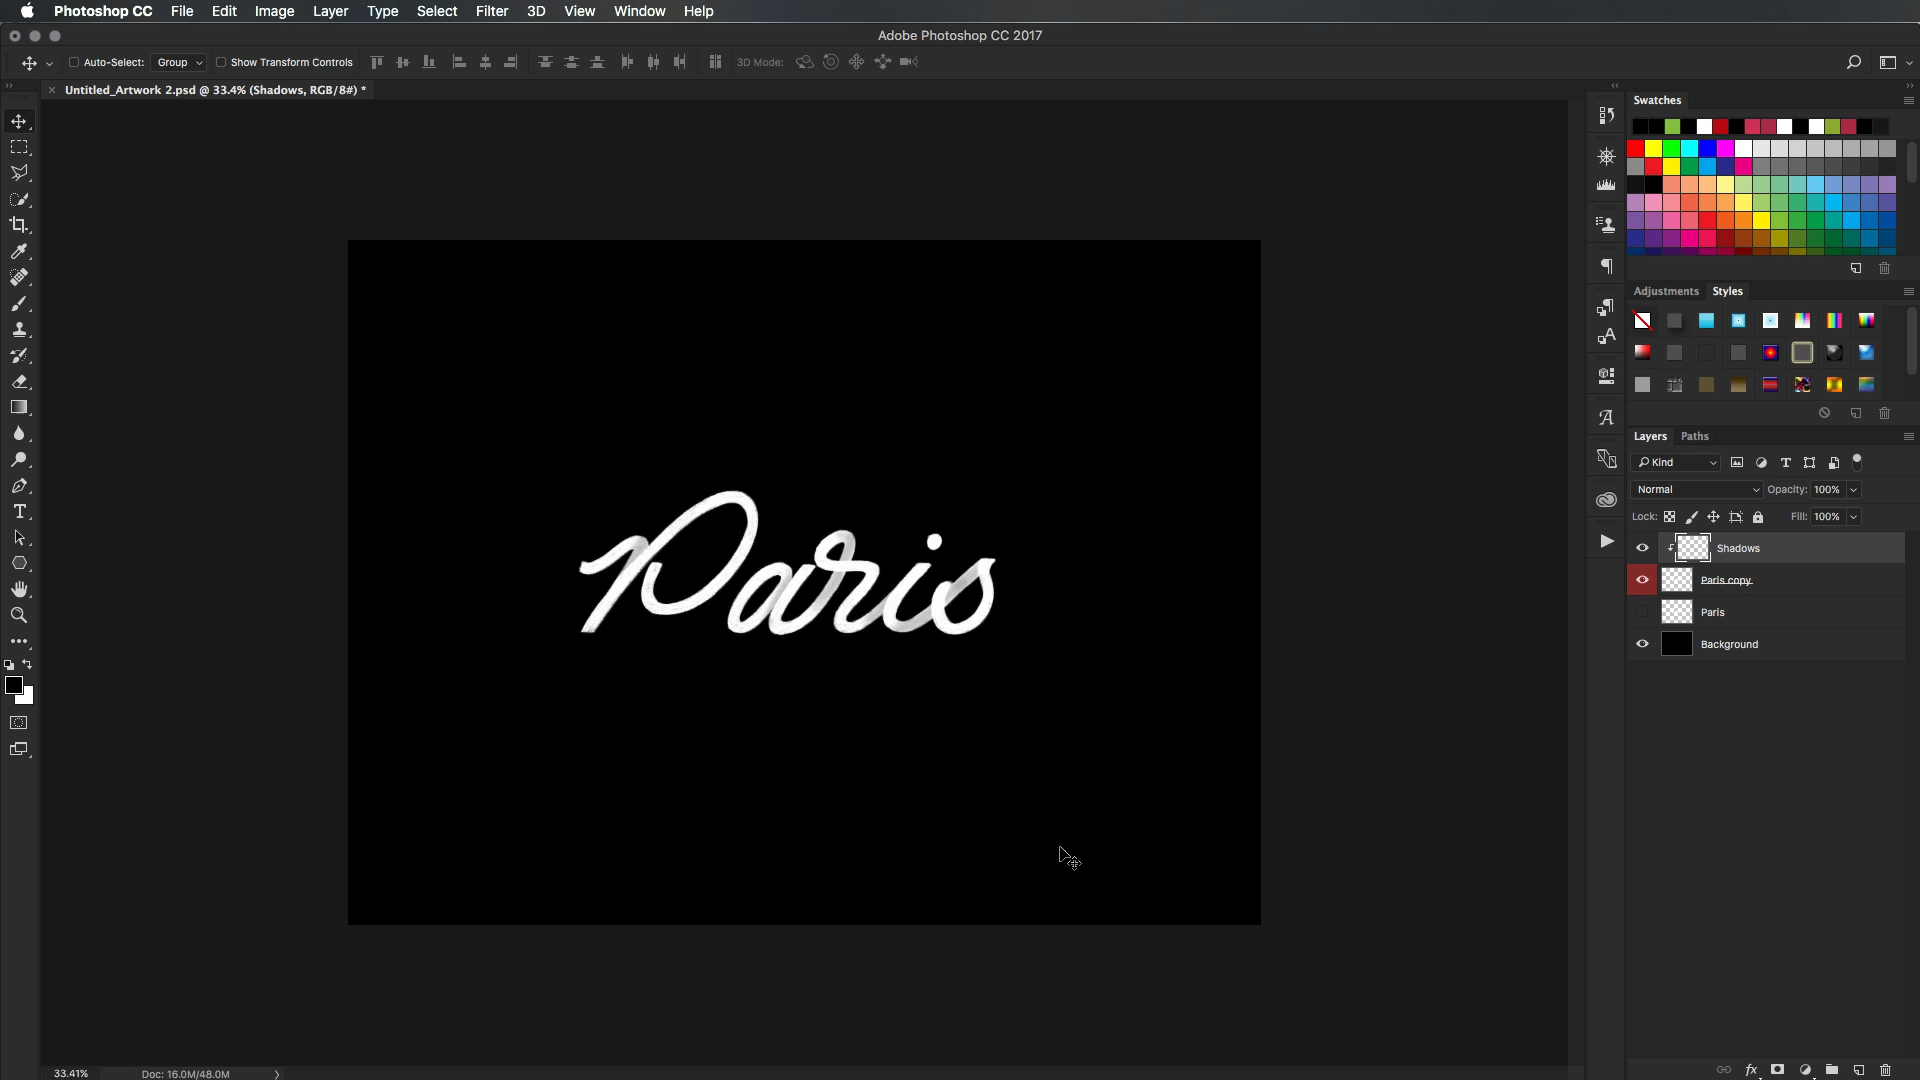 Photoshop CC File Edit Image Layer Type Select Filter 3D View Window Help
Adobe Photoshop CC 2017
Auto-Select: Group Show Transform Controls 3D Mode:
Untitled_Artwork 2.psd @ 33.4% (Shadows, RGB/8#) *
Swatches
Adjustments Styles
Layers Paths
Kind
Normal Opacity: 100%
Lock: Fill: 100%
Shadows
Paris copy
Paris
Background
Paris
33.41% Doc: 16.0M/48.0M